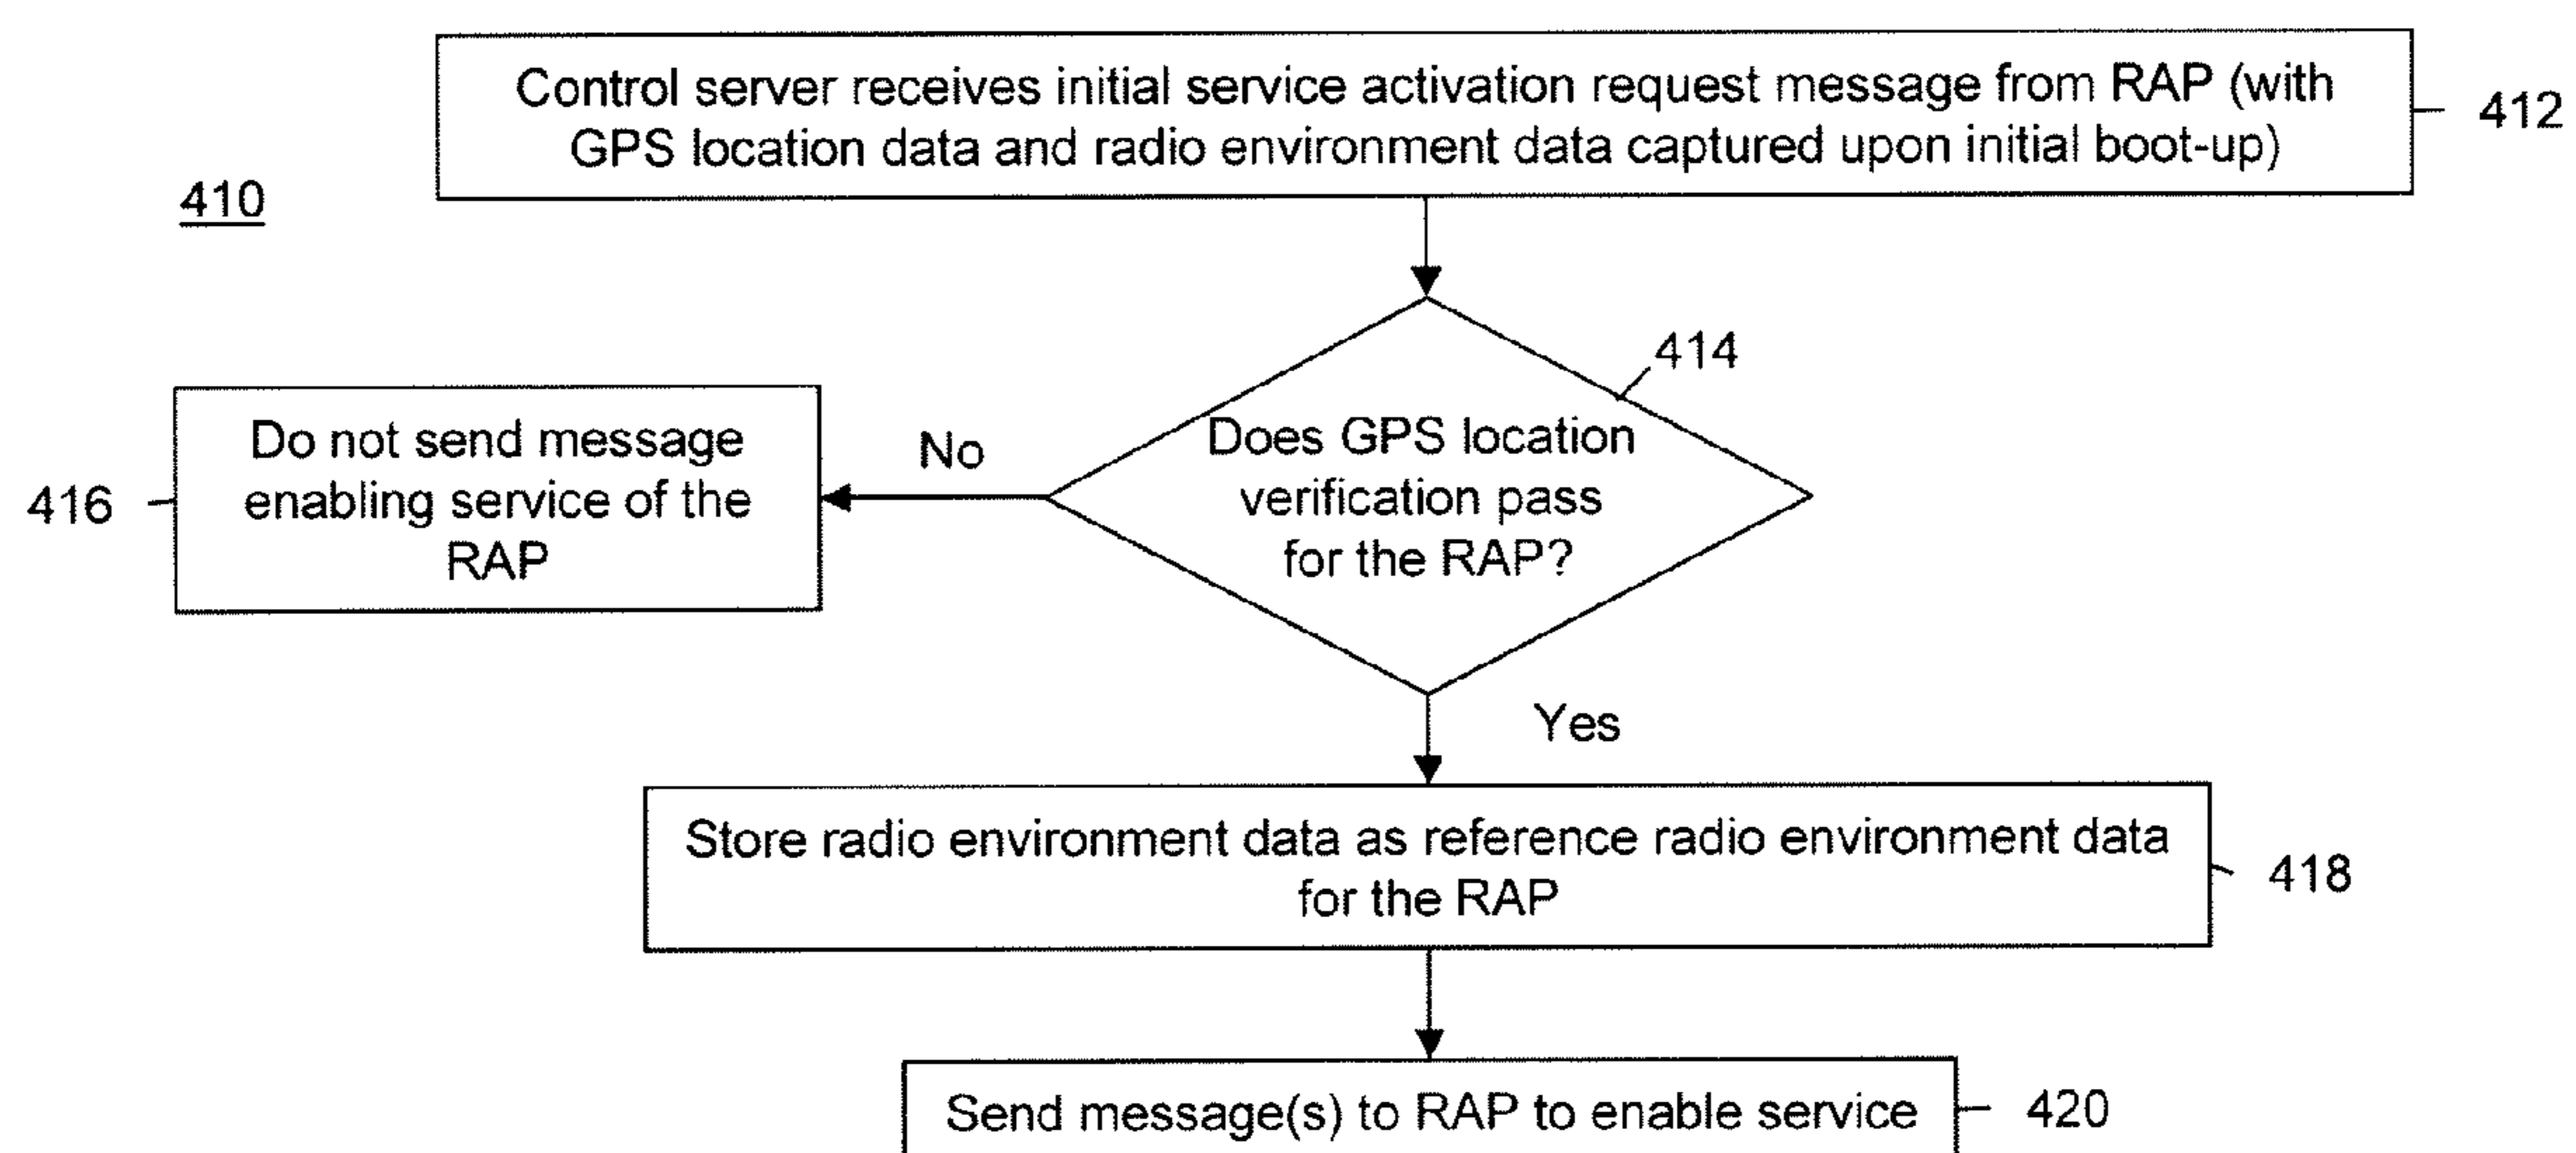 Control server receives initial service activation request message from RAP (with
GPS location data and radio environment data captured upon initial boot-up)
412
410
414
Does GPS location
verification pass
for the RAP?
No
Do not send message
enabling service of the
RAP
416
Yes
Store radio environment data as reference radio environment data
for the RAP
418
Send message(s) to RAP to enable service
420